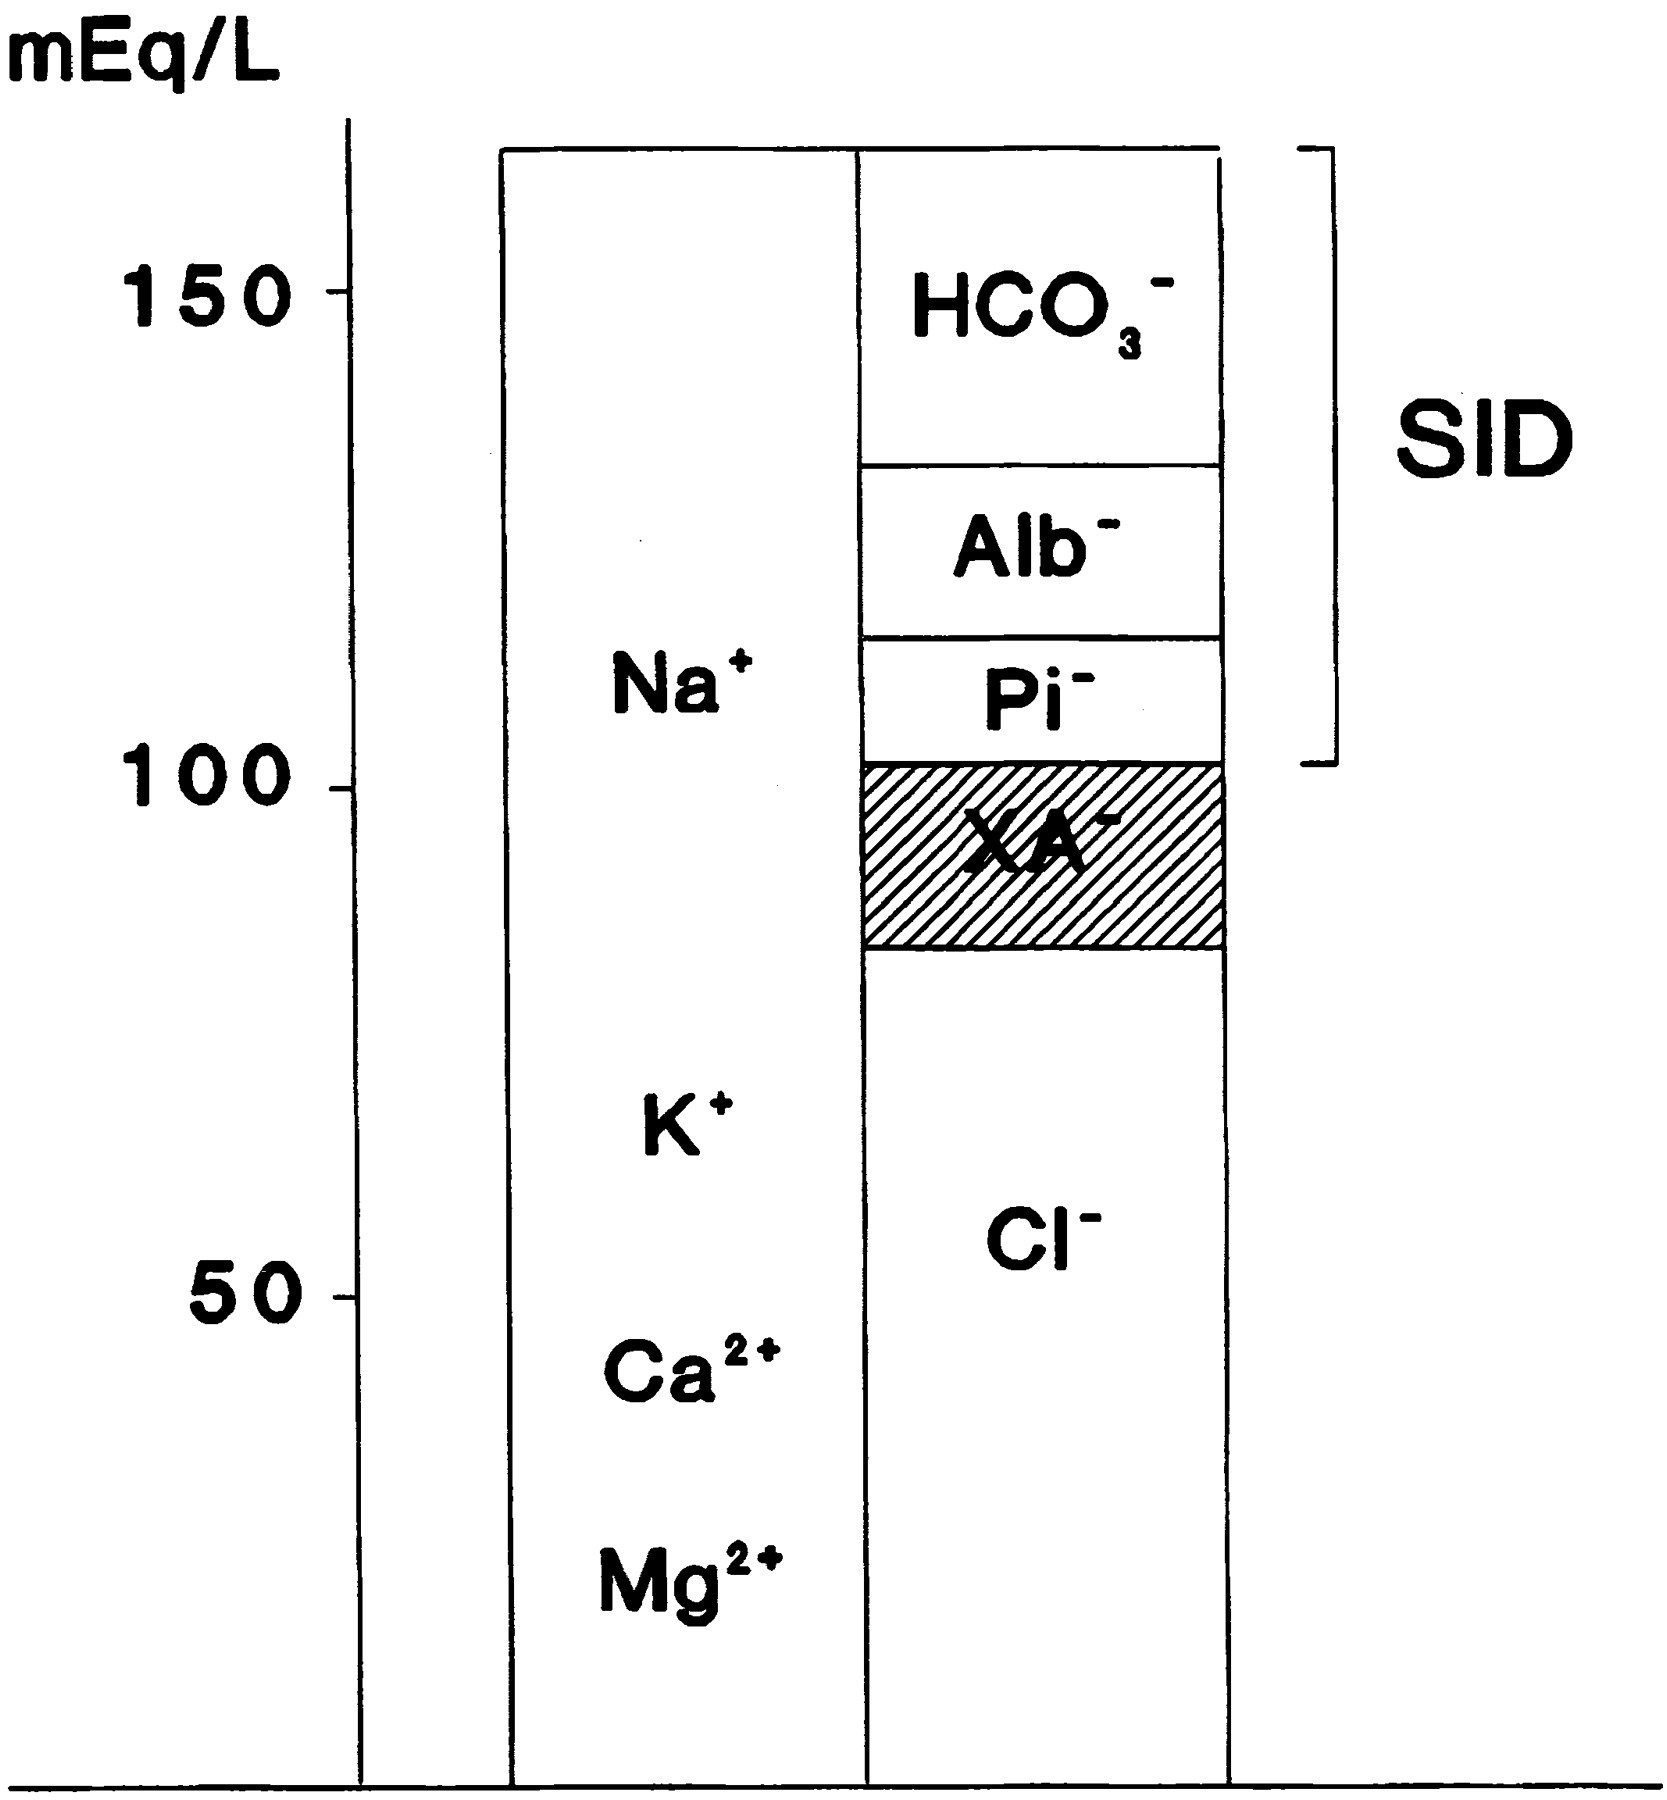 mEq/L
150
100
50
Na⁺
K⁺
Ca²⁺
Mg²⁺
HCO₃⁻
Alb⁻
Pi⁻
XA⁻
Cl⁻
SID